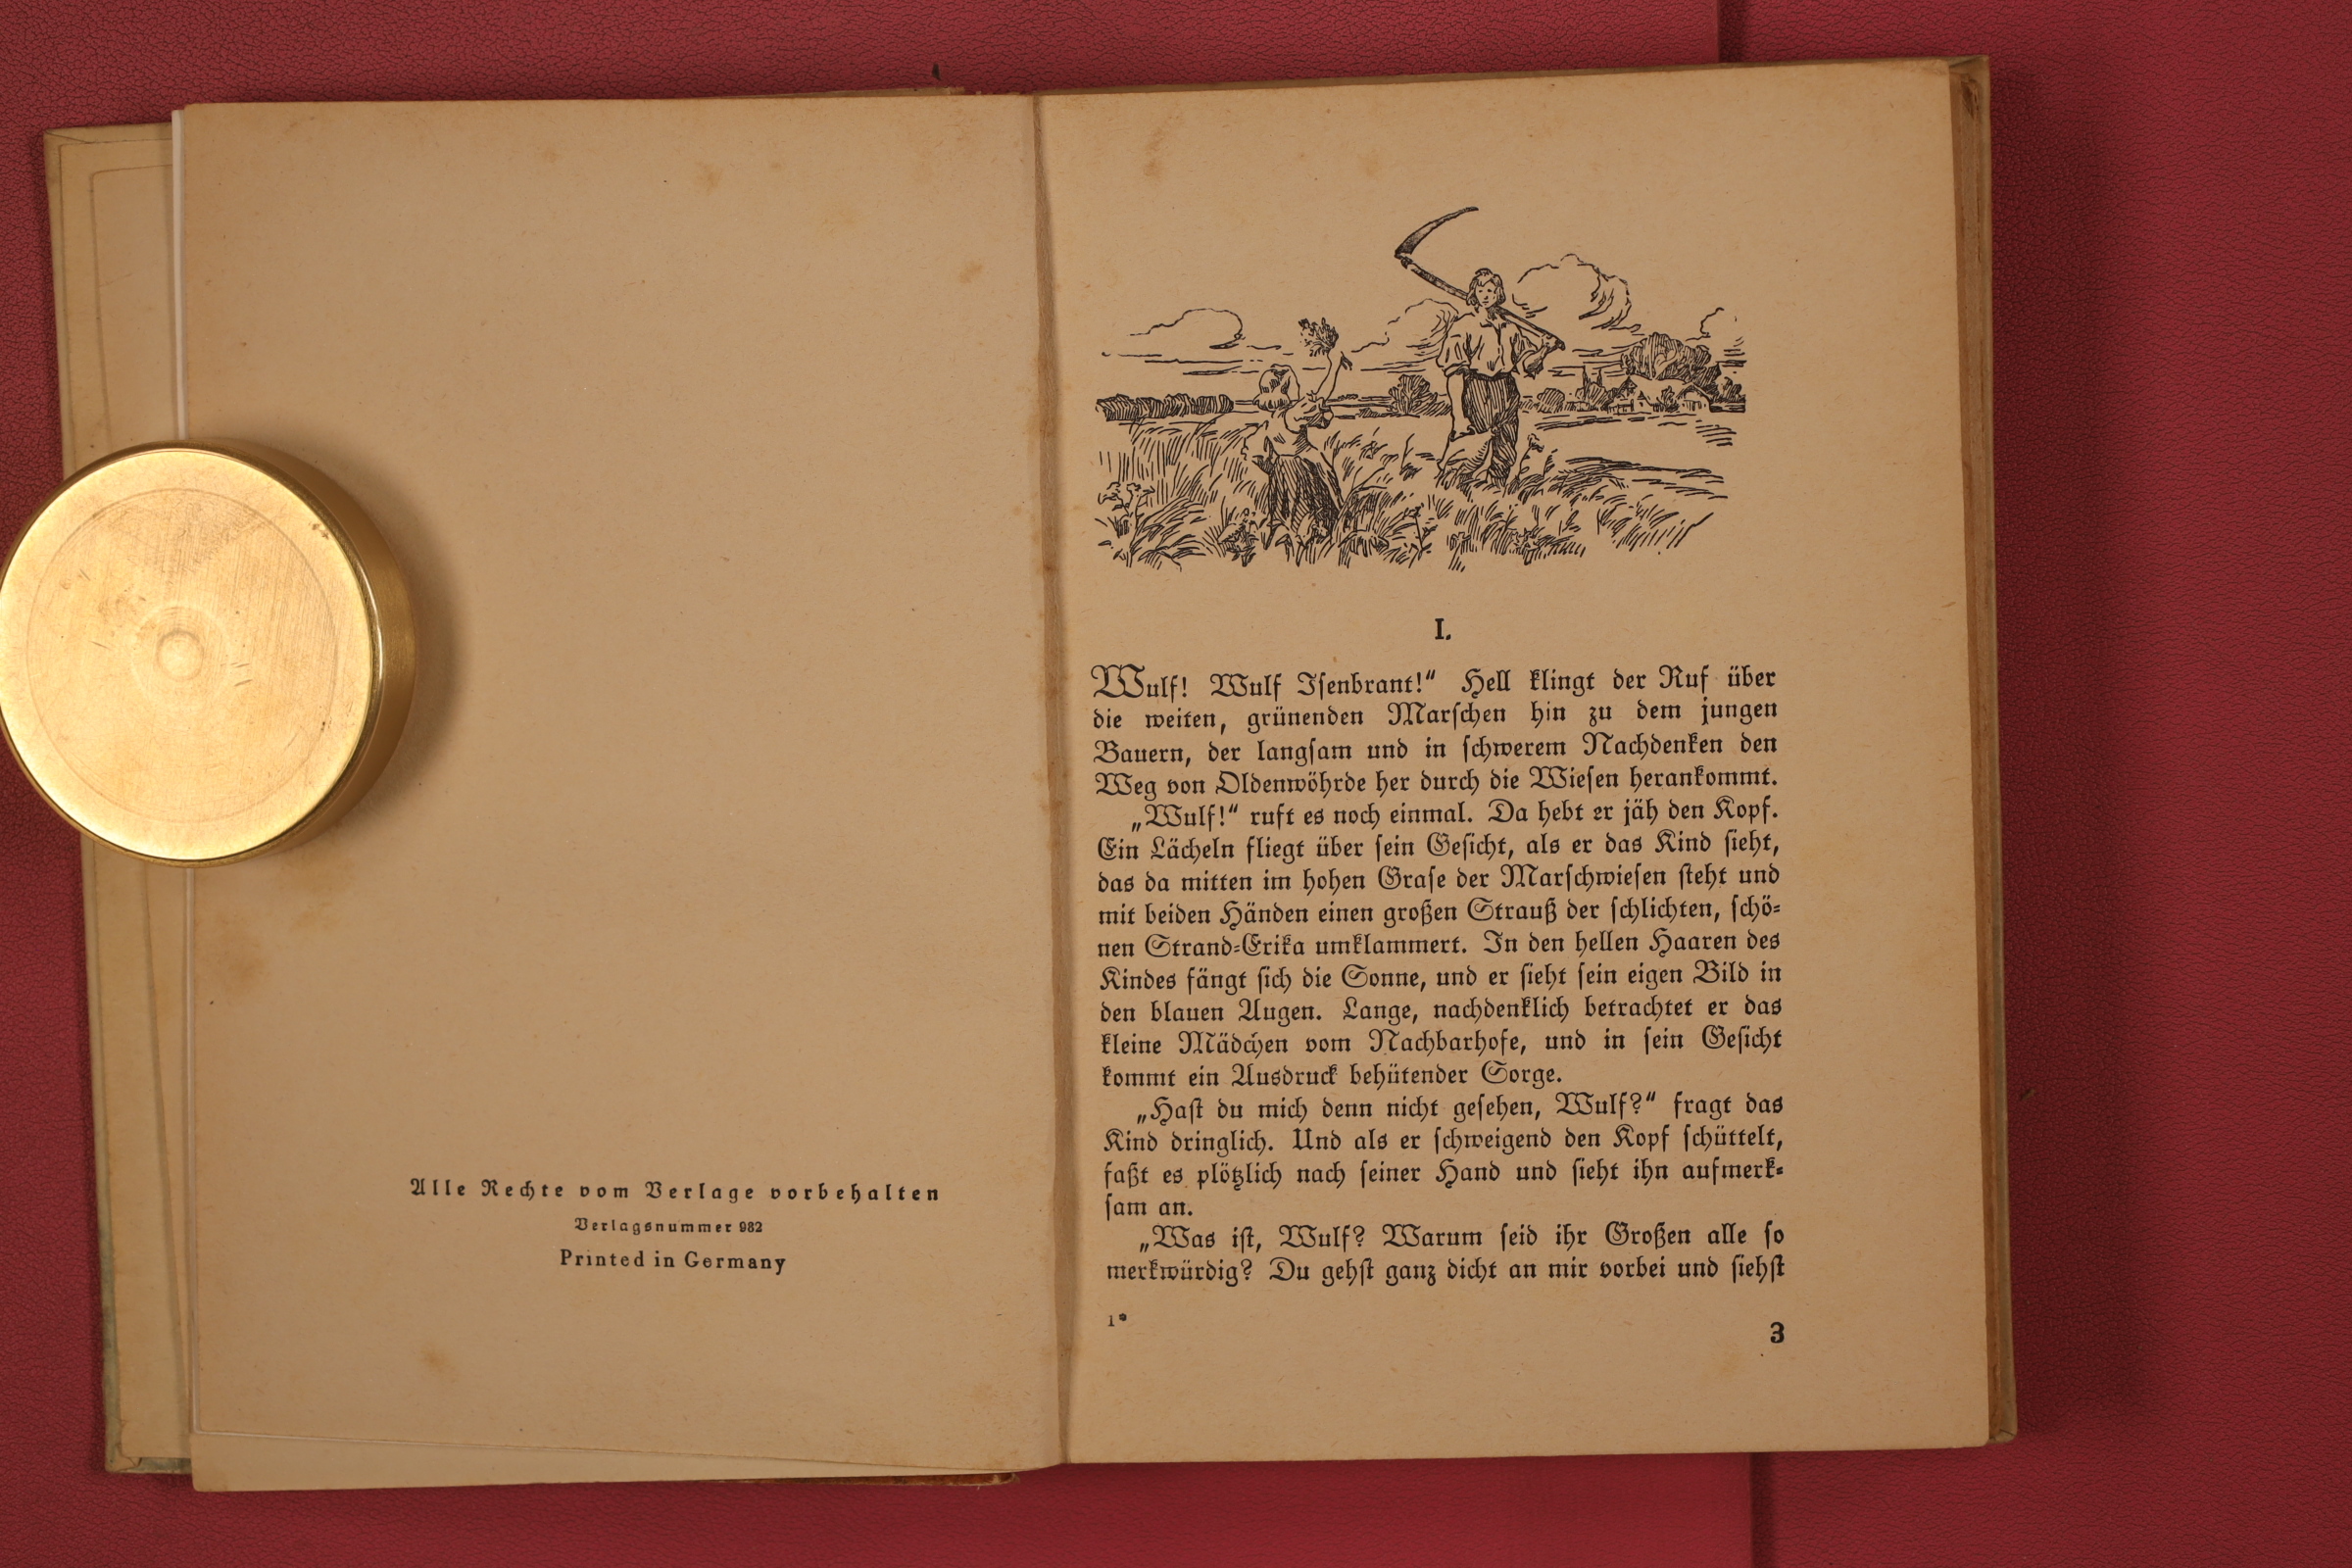 Alle Rechte vom Verlage vorbehalten
Verlagsnummer 982
Printed in Germany
I.
Wulf! Wulf Iſenbrant!“ Hell klingt der Ruf über
die weiten, grünenden Marſchen hin zu dem jungen
Bauern, der langſam und in ſchwerem Nachdenken den
Weg von Oldenwöhrde her durch die Wieſen herankommt.
„Wulf!“ ruft es noch einmal. Da hebt er jäh den Kopf.
Ein Lächeln fliegt über ſein Geſicht, als er das Kind ſieht,
das da mitten im hohen Graſe der Marſchwieſen ſteht und
mit beiden Händen einen großen Strauß der ſchlichten, ſchö-
nen Strand-Erika umklammert. In den hellen Haaren des
Kindes fängt ſich die Sonne, und er ſieht ſein eigen Bild in
den blauen Augen. Lange, nachdenklich betrachtet er das
kleine Mädchen vom Nachbarhofe, und in ſein Geſicht
kommt ein Ausdruck behütender Sorge.
„Haſt du mich denn nicht geſehen, Wulf?“ fragt das
Kind dringlich. Und als er ſchweigend den Kopf ſchüttelt,
faßt es plötzlich nach ſeiner Hand und ſieht ihn aufmerk-
ſam an.
„Was iſt, Wulf? Warum ſeid ihr Großen alle ſo
merkwürdig? Du gehſt ganz dicht an mir vorbei und ſiehſt
1*
3